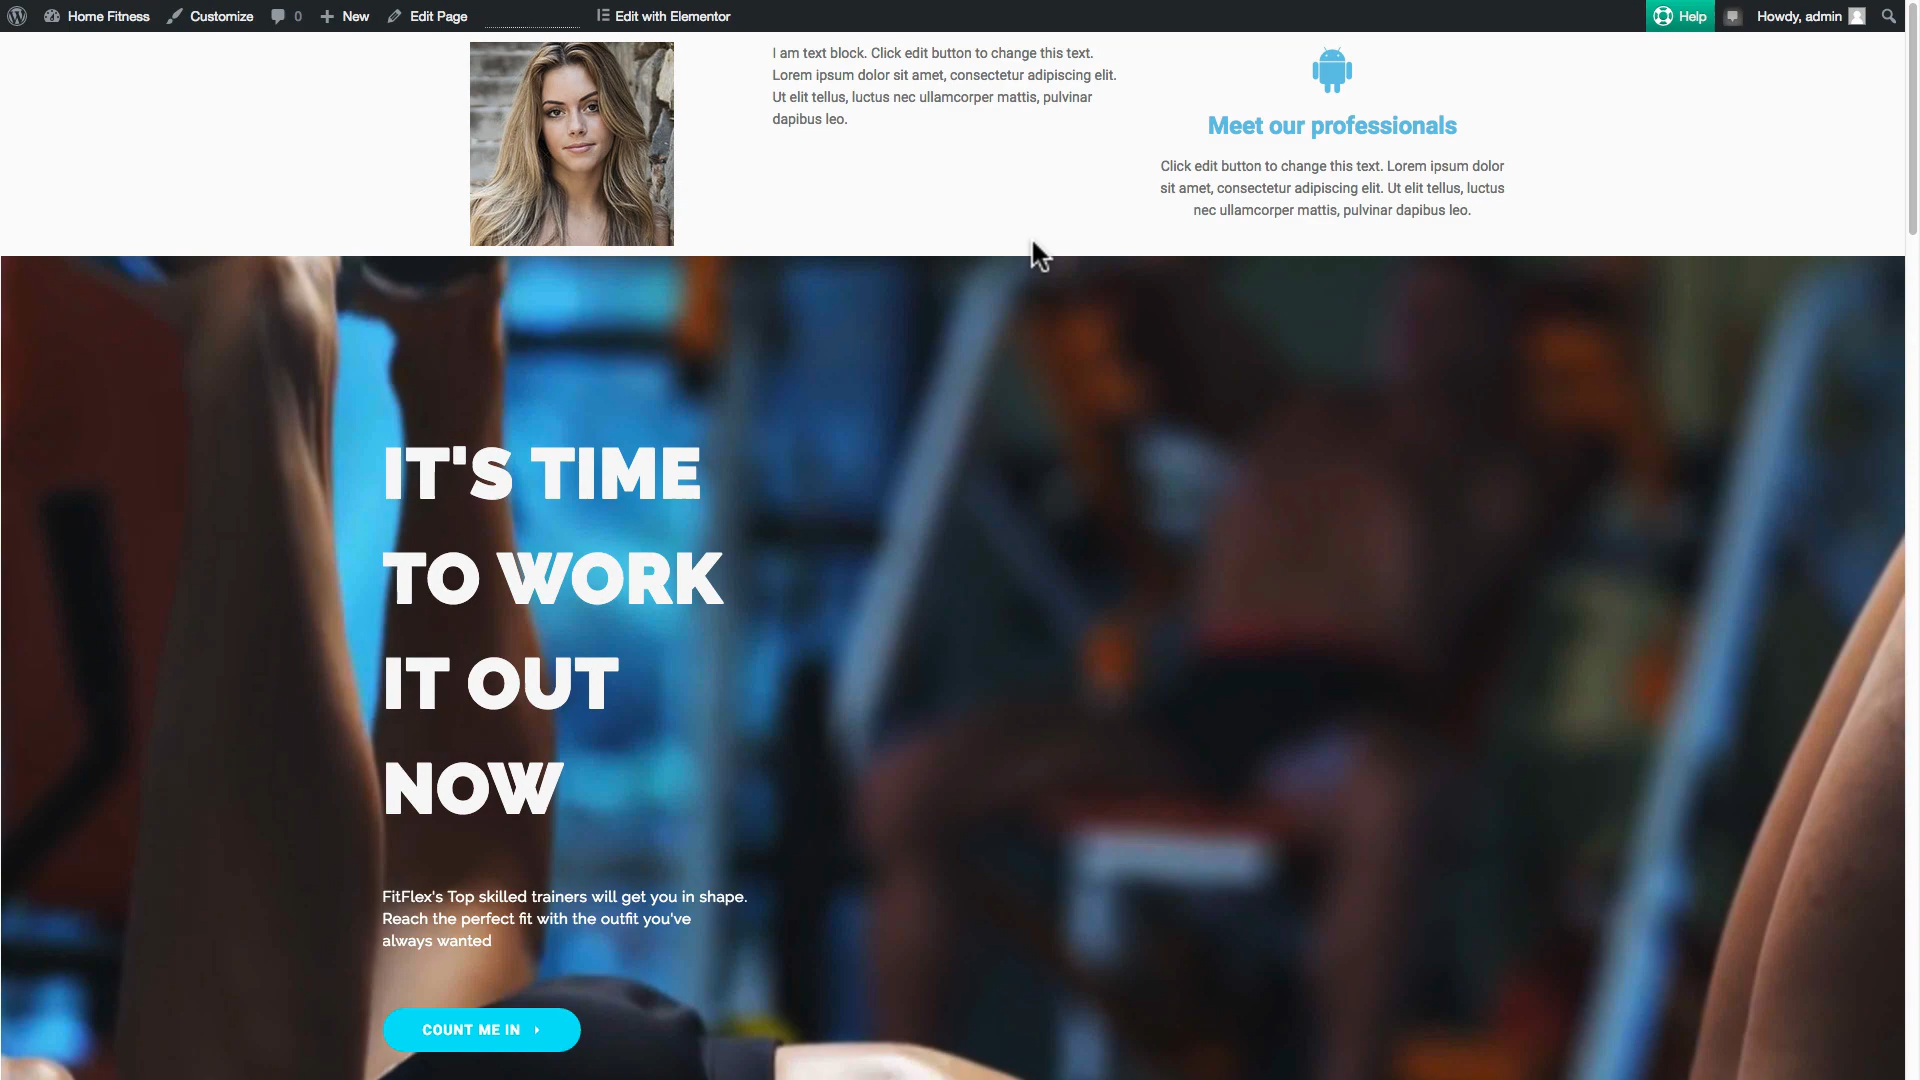 Home Fitness Customize 0 New Edit Page Edit with Elementor Help Howdy, admin
I am text block. Click edit button to change this text.
Lorem ipsum dolor sit amet, consectetur adipiscing elit.
Ut elit tellus, luctus nec ullamcorper mattis, pulvinar
dapibus leo.
Meet our professionals
Click edit button to change this text. Lorem ipsum dolor
sit amet, consectetur adipiscing elit. Ut elit tellus, luctus
nec ullamcorper mattis, pulvinar dapibus leo.
IT'S TIME
TO WORK
IT OUT
NOW
FitFlex's Top skilled trainers will get you in shape.
Reach the perfect fit with the outfit you've
always wanted
COUNT ME IN